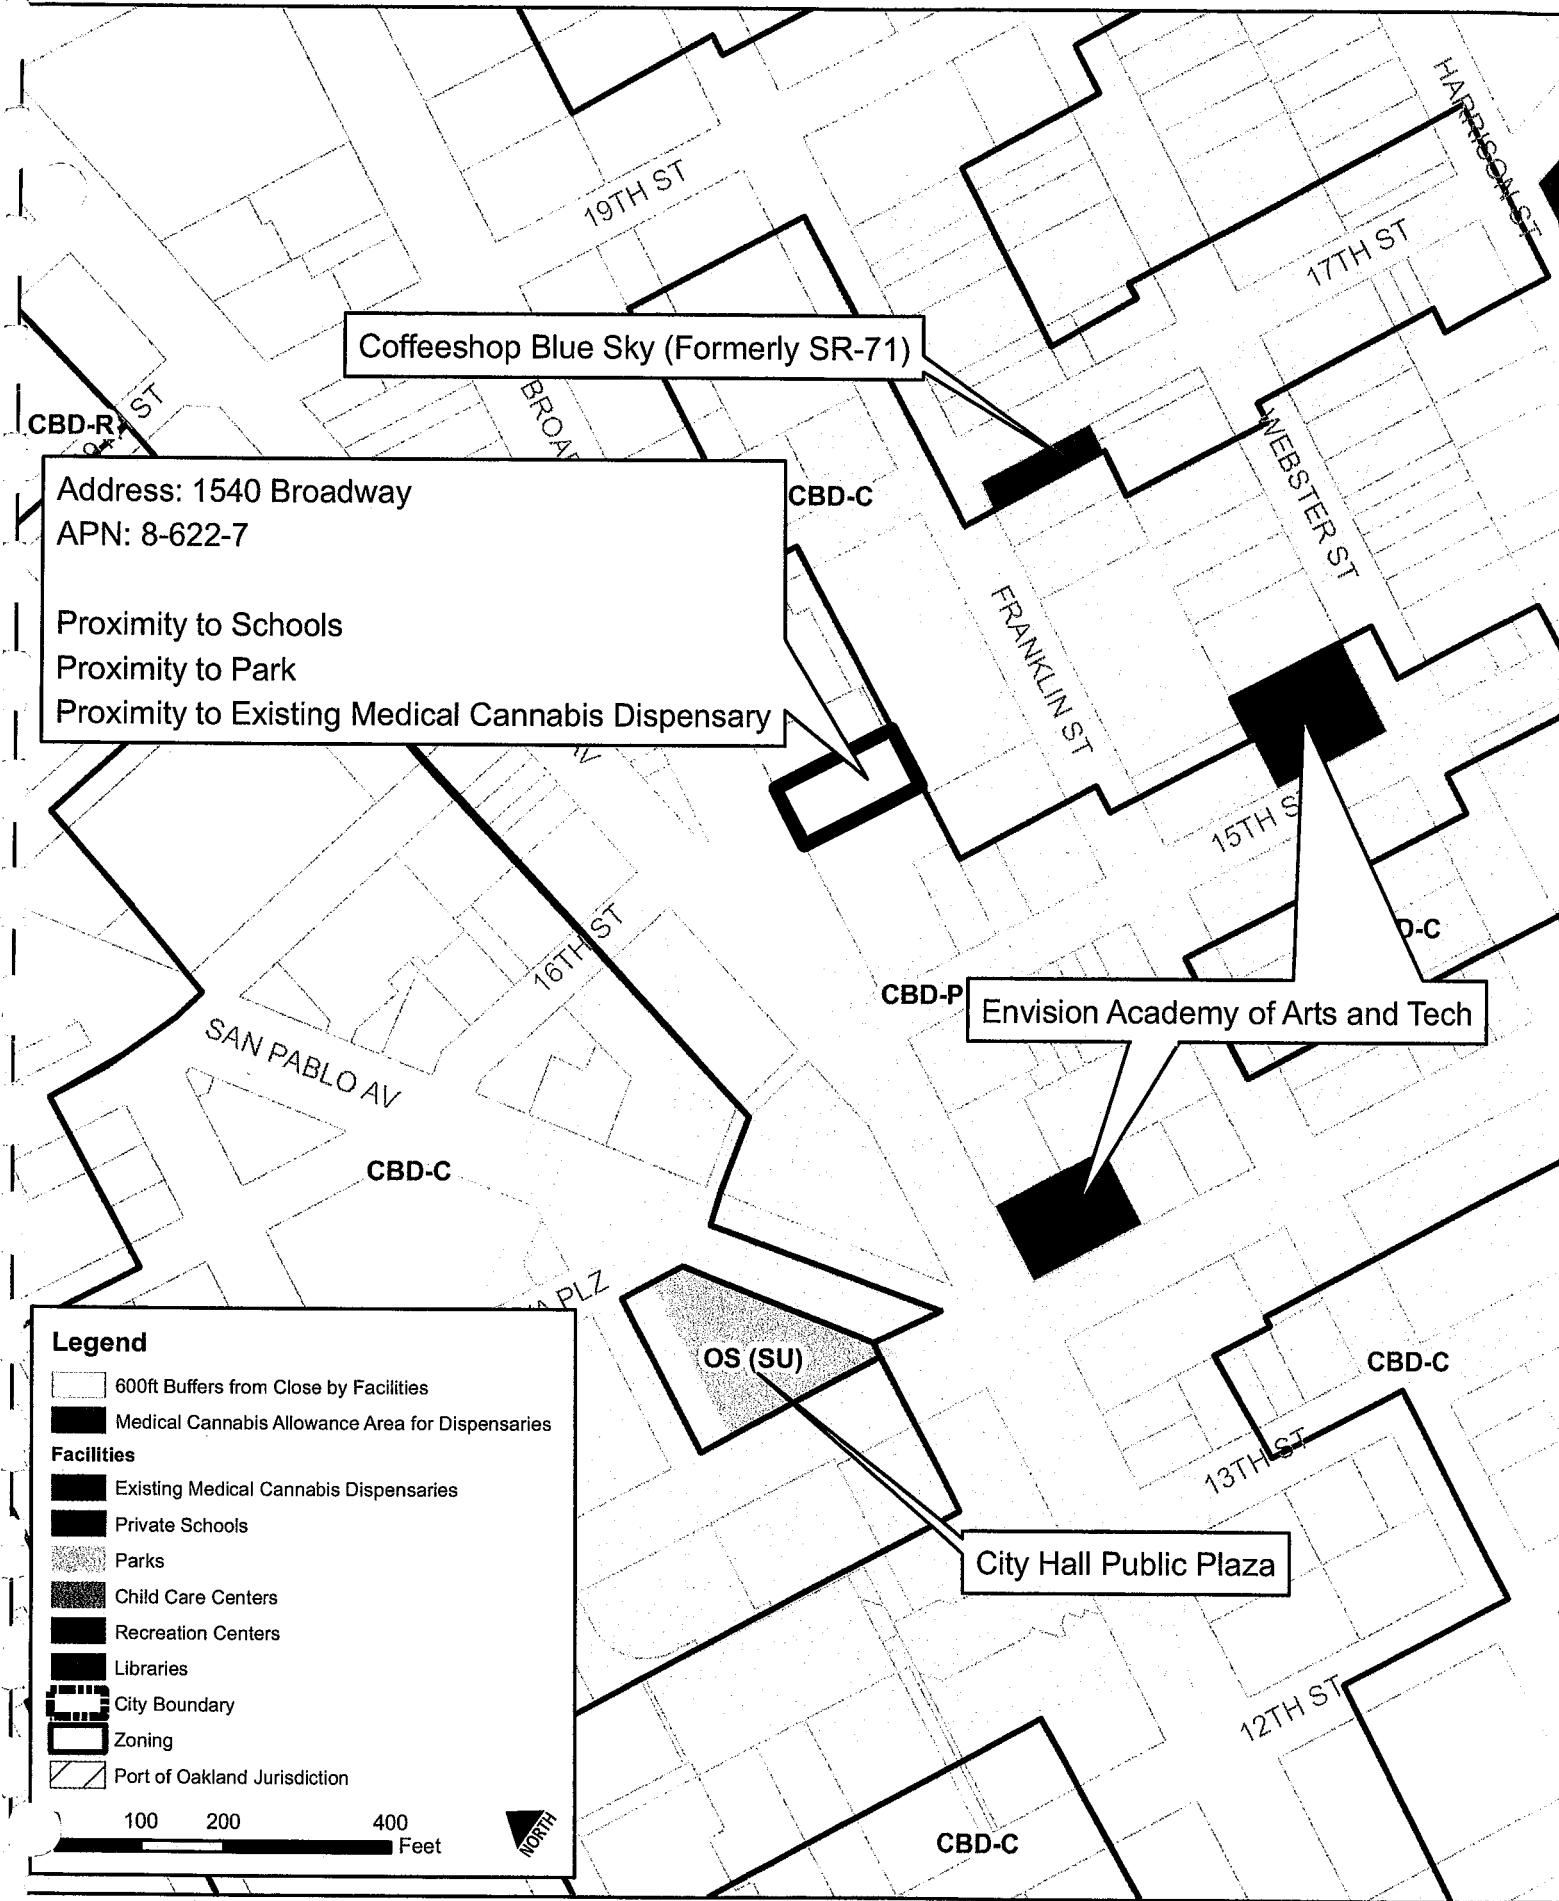 HARRISON ST
19TH ST
17TH ST
Coffeeshop Blue Sky (Formerly SR-71)
CBD-R
ST
BROA
WEBSTER ST
Address: 1540 Broadway
APN: 8-622-7
Proximity to Schools
Proximity to Park
Proximity to Existing Medical Cannabis Dispensary
CBD-C
FRANKLIN ST
15TH S
16TH ST
D-C
CBD-P
Envision Academy of Arts and Tech
SAN PABLO AV
CBD-C
PLZ
OS (SU)
CBD-C
13TH ST
City Hall Public Plaza
12TH ST
CBD-C
Legend
600ft Buffers from Close by Facilities
Medical Cannabis Allowance Area for Dispensaries
Facilities
Existing Medical Cannabis Dispensaries
Private Schools
Parks
Child Care Centers
Recreation Centers
Libraries
City Boundary
Zoning
Port of Oakland Jurisdiction
100 200 400
Feet
NORTH